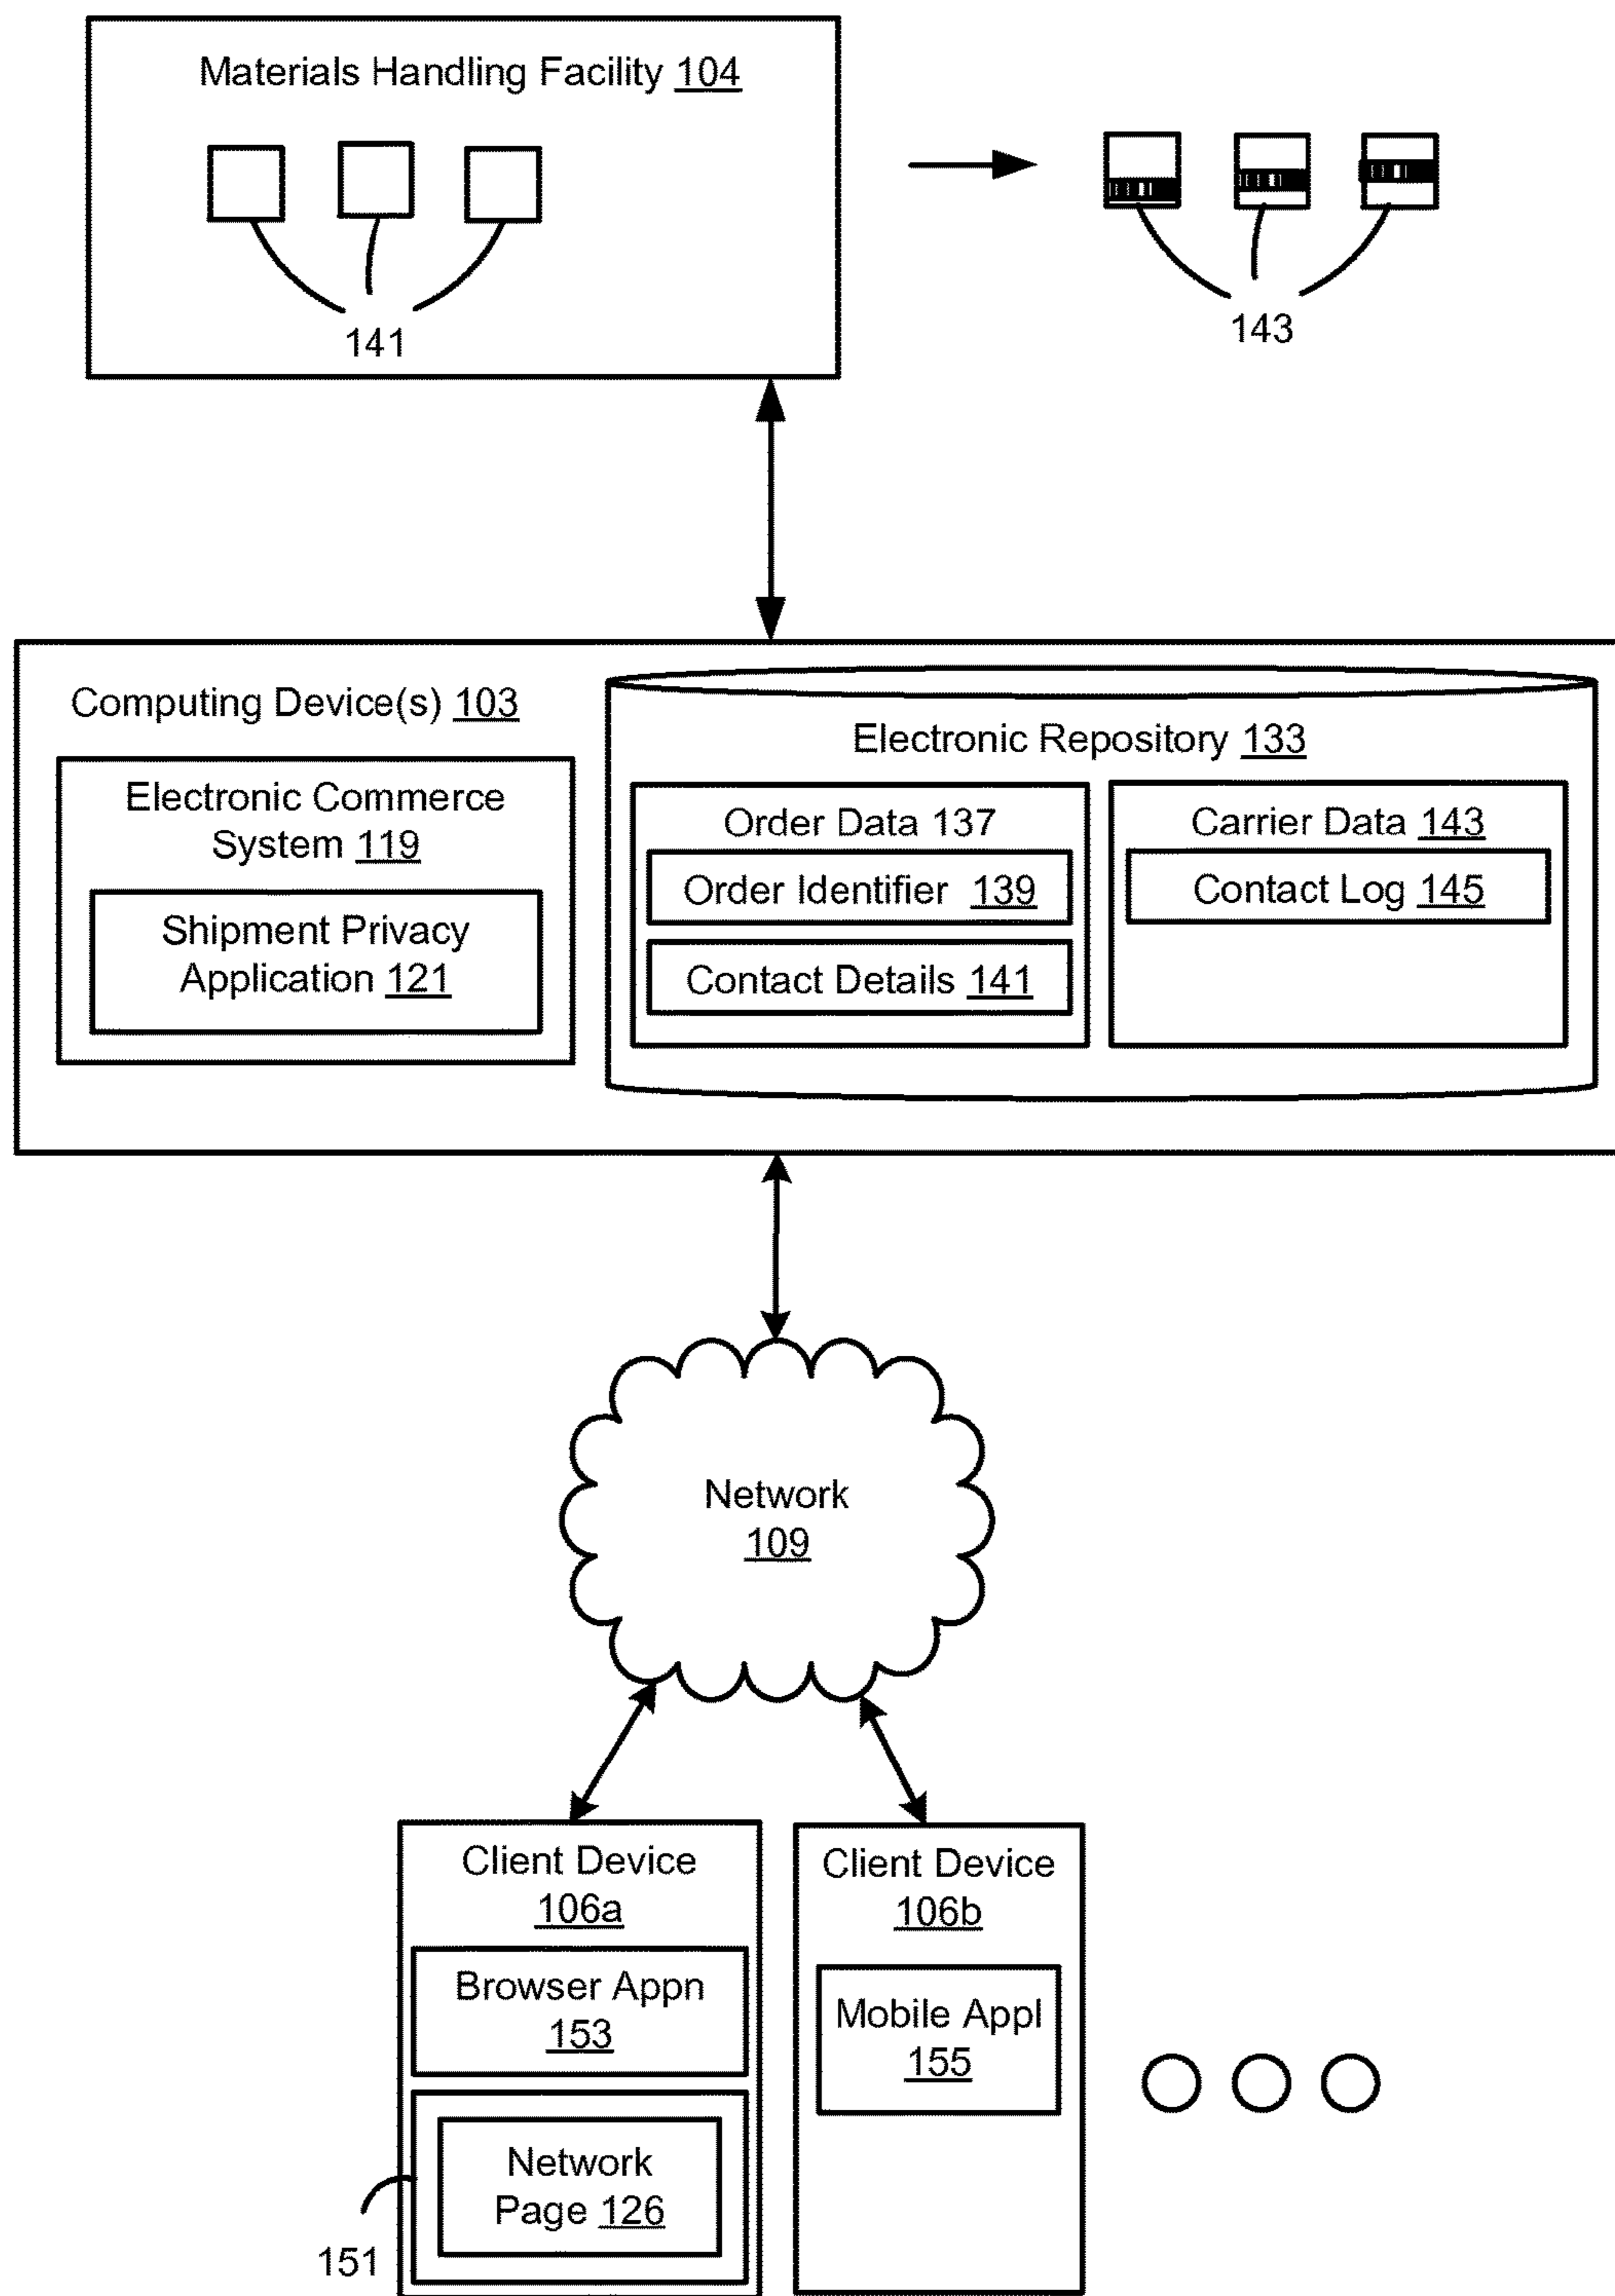 Materials Handling Facility 104
141
143
Computing Device(s) 103
Electronic Commerce
System 119
Shipment Privacy
Application 121
Electronic Repository 133
Order Data 137
Order Identifier 139
Contact Details 141
Carrier Data 143
Contact Log 145
Network
109
Client Device
106a
Browser Appn
153
Network
Page 126
151
Client Device
106b
Mobile Appl
155